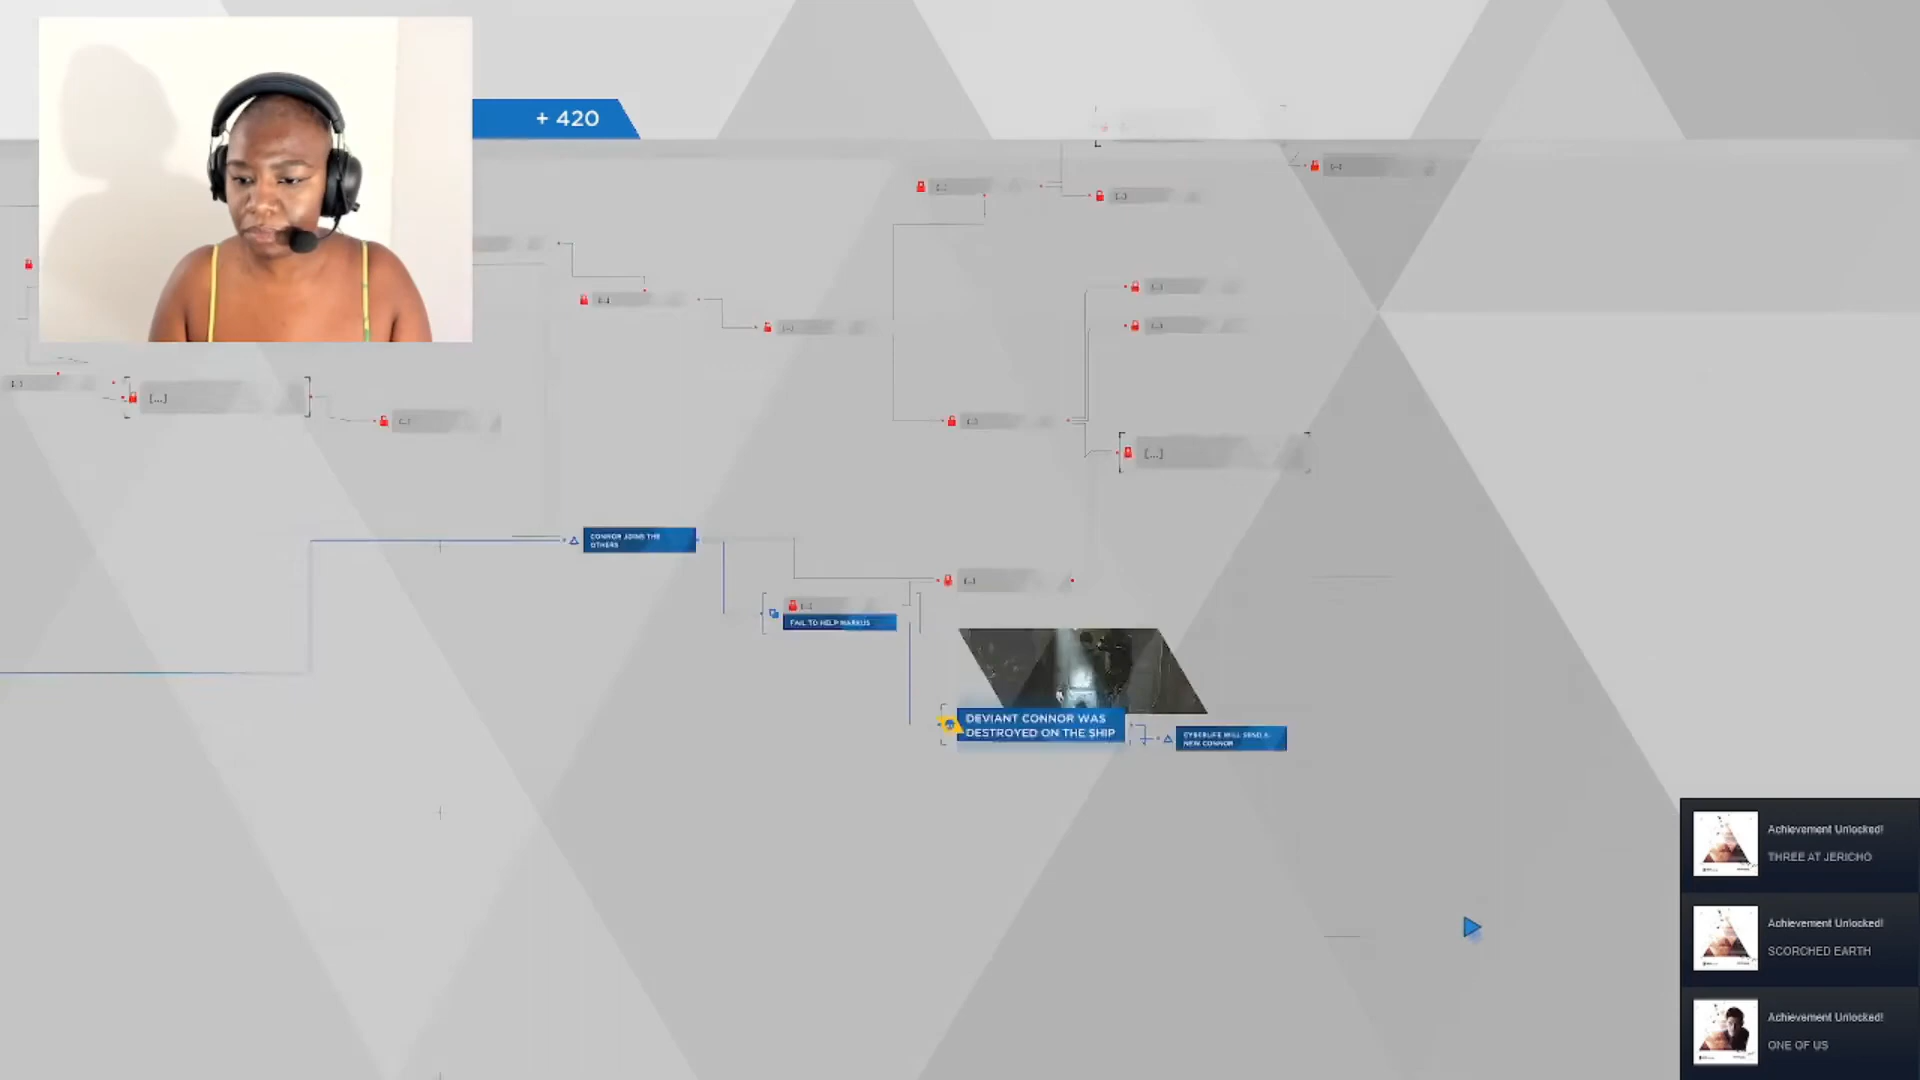 + 420
[...]
[...]
[...]
[...]
[...]
[...]
[...]
[...]
[...]
[...]
[...]
[...]
[...]
CONNOR JOINS THE
OTHERS
[...]
[...]
FAIL TO HELP MARKUS
DEVIANT CONNOR WAS
DESTROYED ON THE SHIP
CYBERLIFE WILL SEND A
NEW CONNOR
Achievement Unlocked!
THREE AT JERICHO
Achievement Unlocked!
SCORCHED EARTH
Achievement Unlocked!
ONE OF US